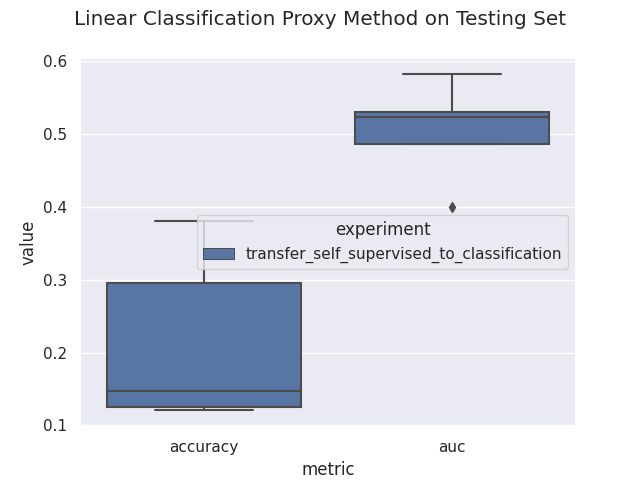 Linear Classification Proxy Method on Testing Set
0.6
0.5
0.4
0.3
0.2
0.1
value
experiment
transfer_self_supervised_to_classification
accuracy
auc
metric